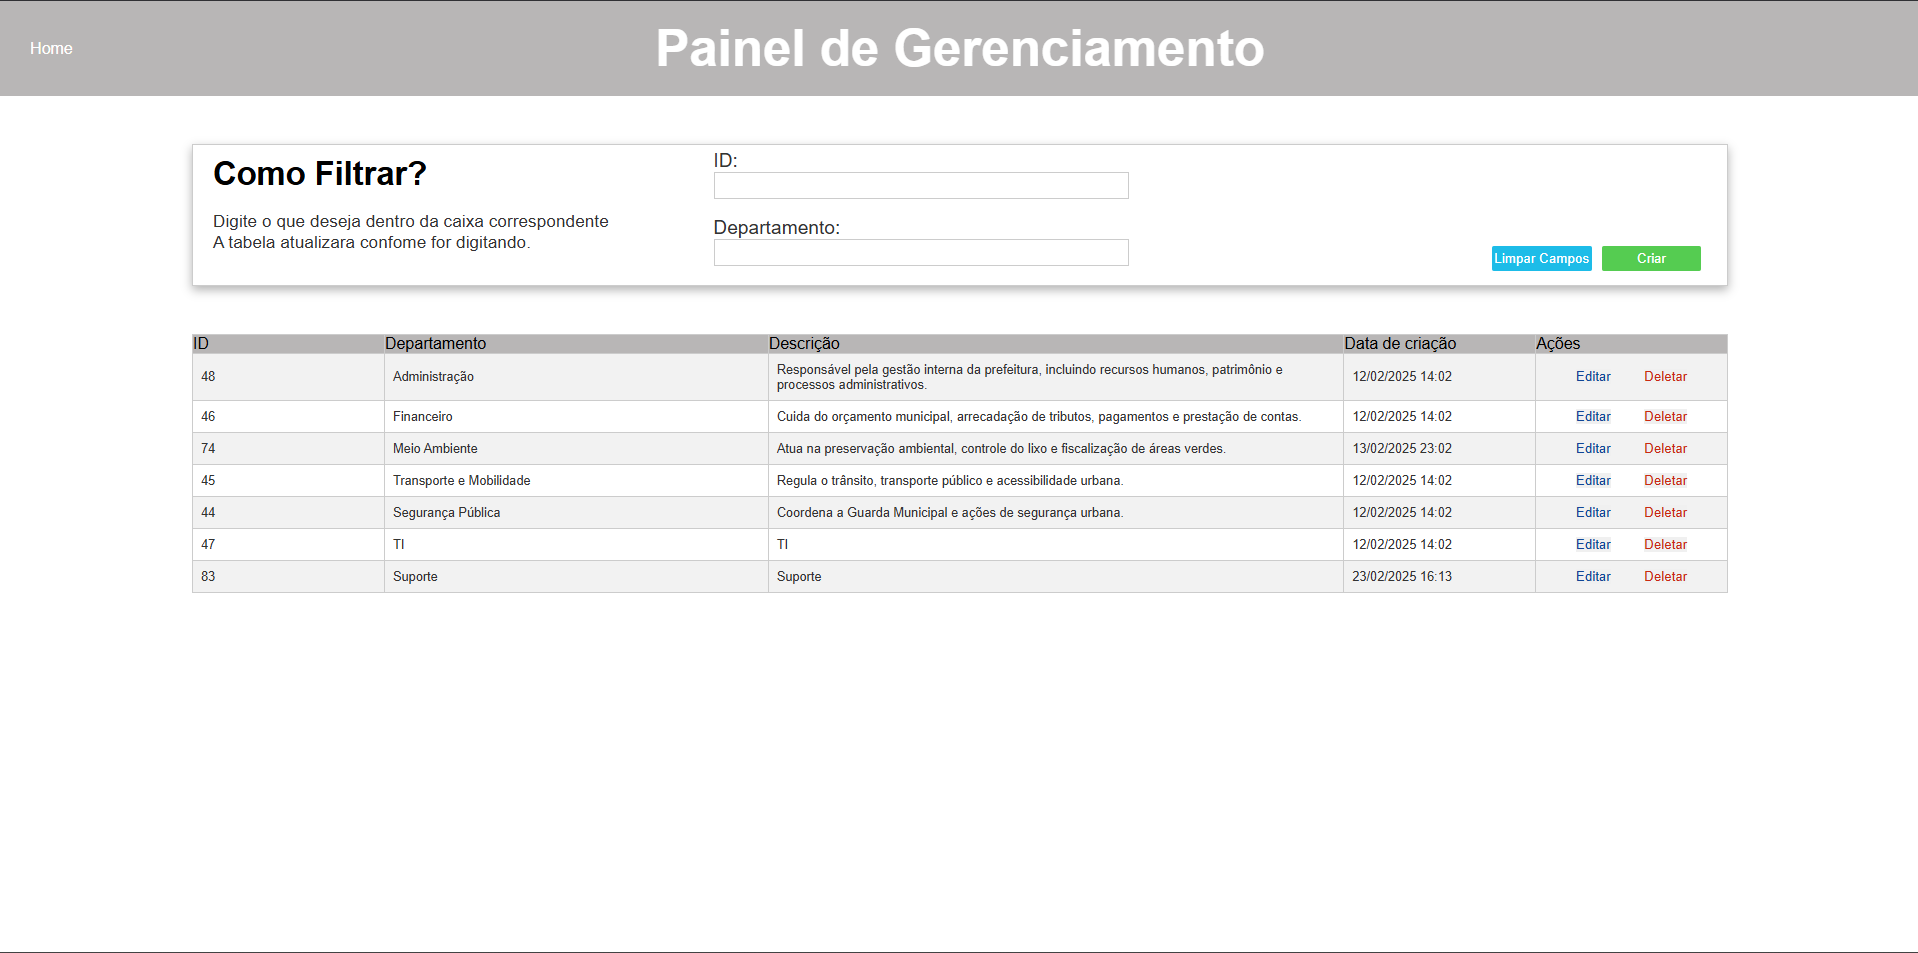 Home
Painel de Gerenciamento
Como Filtrar?
Digite o que deseja dentro da caixa correspondente
A tabela atualizara confome for digitando.
ID:
Departamento:
Limpar Campos Criar
ID Departamento Descrição Data de criação Ações
48 Administração Responsável pela gestão interna da prefeitura, incluindo recursos humanos, patrimônio e
processos administrativos. 12/02/2025 14:02 Editar Deletar
46 Financeiro Cuida do orçamento municipal, arrecadação de tributos, pagamentos e prestação de contas. 12/02/2025 14:02 Editar Deletar
74 Meio Ambiente Atua na preservação ambiental, controle do lixo e fiscalização de áreas verdes. 13/02/2025 23:02 Editar Deletar
45 Transporte e Mobilidade Regula o trânsito, transporte público e acessibilidade urbana. 12/02/2025 14:02 Editar Deletar
44 Segurança Pública Coordena a Guarda Municipal e ações de segurança urbana. 12/02/2025 14:02 Editar Deletar
47 TI TI 12/02/2025 14:02 Editar Deletar
83 Suporte Suporte 23/02/2025 16:13 Editar Deletar